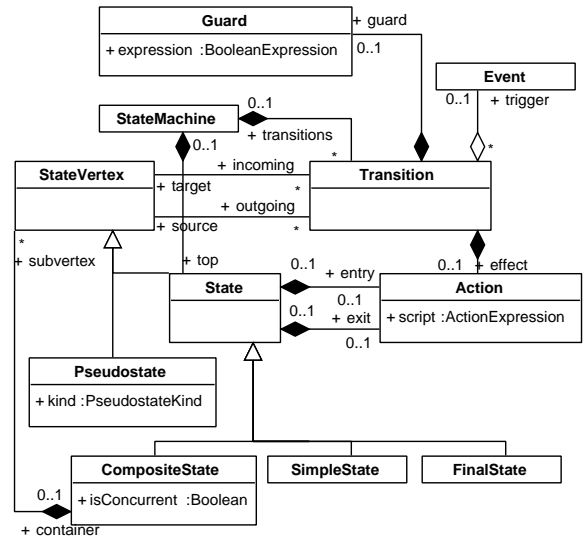 Guard
+ guard
+ expression :BooleanExpression
0..1
Event
0..1
+ trigger
StateMachine
0..1
0..1
+ transitions
*
*
StateVertex
+ incoming
+ target
*
Transition
+ outgoing
+ source
*
*
+ subvertex
+ top
State
0..1
+ entry
0..1
0..1
+ effect
Action
0..1
+ exit
0..1
+ script :ActionExpression
Pseudostate
+ kind :PseudostateKind
CompositeState
SimpleState
FinalState
0..1
+ isConcurrent :Boolean
+ container